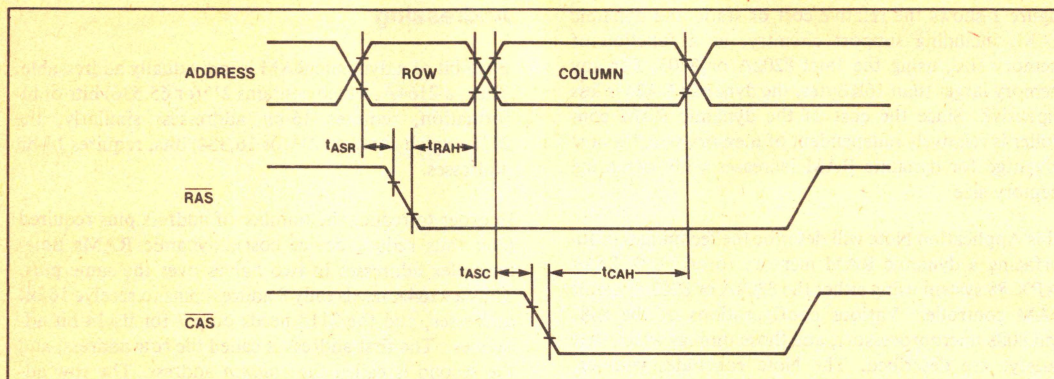 ADDRESS
ROW
COLUMN
tASR
tRAH
RAS
tASC
tCAH
CAS